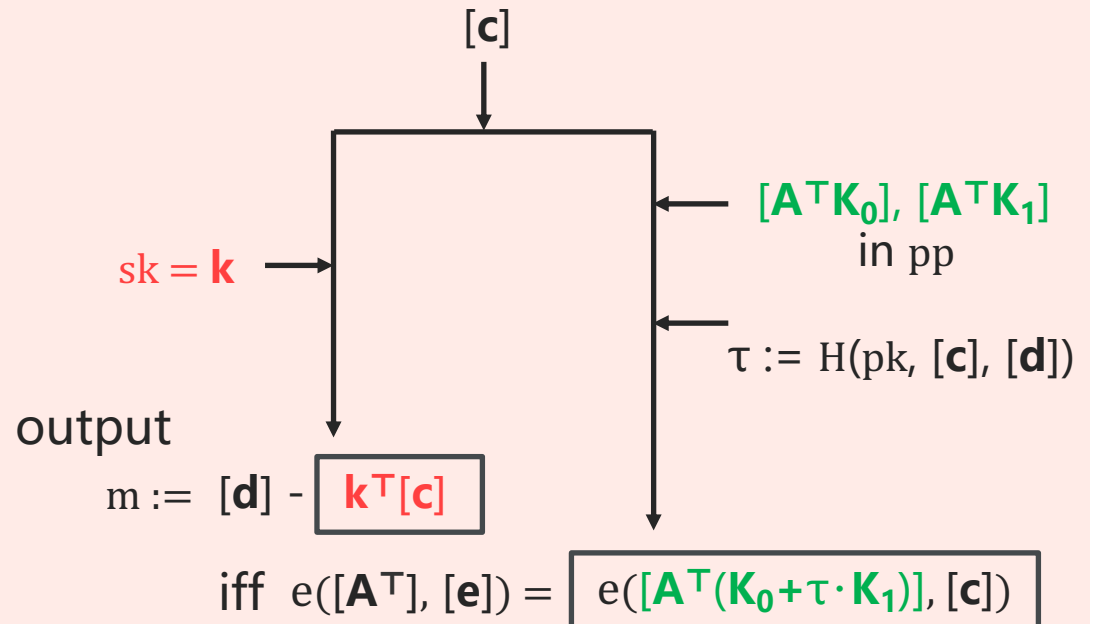 [c]
[A⊤K₀], [A⊤K₁]
in pp
sk = k
τ := H(pk, [c], [d])
output
m := [d] - k⊤[c]
iff e([A⊤], [e]) = e([A⊤(K₀+τ·K₁)], [c])